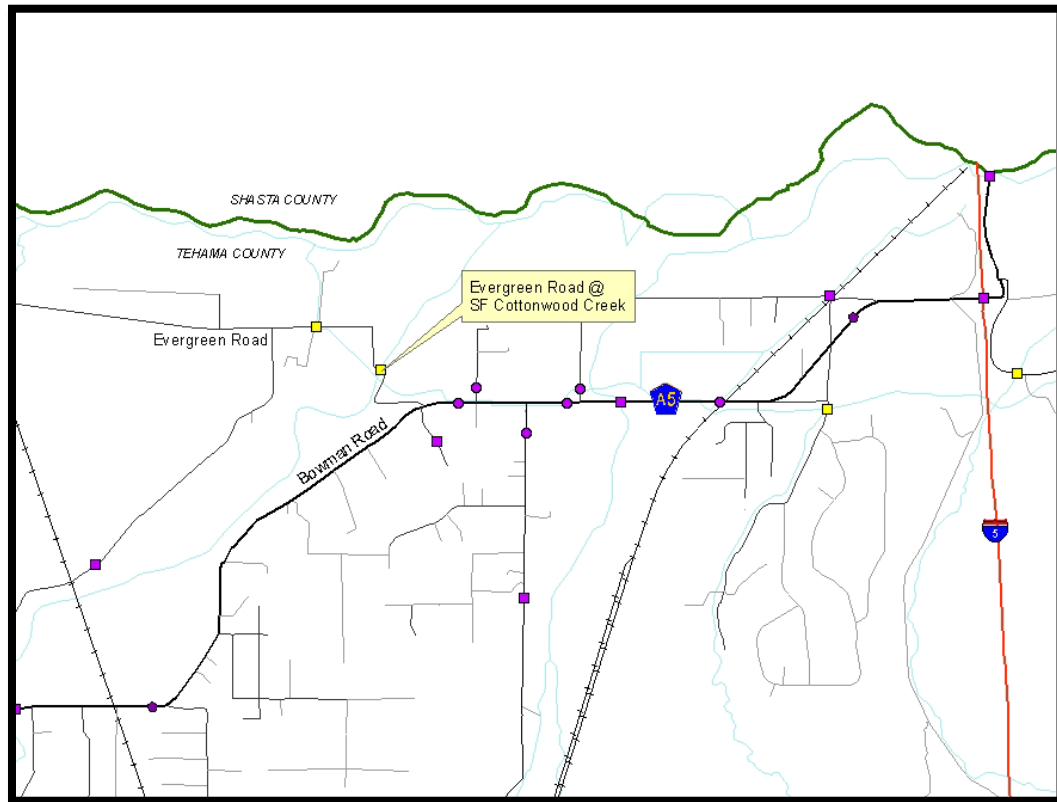 SHASTA COUNTY
TEHAMA COUNTY
Evergreen Road @
SF Cottonwood Creek
Evergreen Road
A5
Bowman Road
5